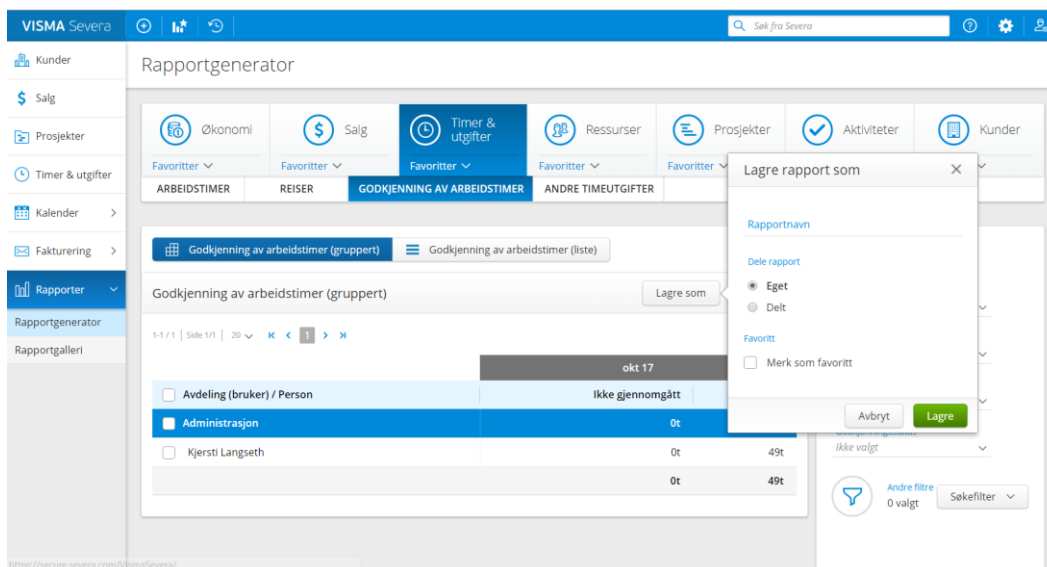 VISMA Severa
Søk fra Severa
Kunder
Salg
Prosjekter
Timer & utgifter
Kalender
Fakturering
Rapporter
Rapportgenerator
Rapportgalleri
Rapportgenerator
Økonomi
Salg
Timer &
utgifter
Ressurser
Prosjekter
Aktiviteter
Kunder
Favoritter
Favoritter
Favoritter
Favoritter
Favoritter
ARBEIDSTIMER REISER GODKJENNING AV ARBEIDSTIMER ANDRE TIMEUTGIFTER
Godkjenning av arbeidstimer (gruppert)
Godkjenning av arbeidstimer (liste)
Godkjenning av arbeidstimer (gruppert)
Lagre som
1-1 / 1 | Side 1/1 | 20 1
okt 17
Avdeling (bruker) / Person Ikke gjennomgått
Administrasjon 0t
Kjersti Langseth 0t 49t
0t 49t
Lagre rapport som
Rapportnavn
Dele rapport
Eget
Delt
Favoritt
Merk som favoritt
Avbryt
Lagre
Godkjenningsstatus
Ikke valgt
Andre filtre
0 valgt
Søkefilter
https://secure.severa.com/VismaSevera/